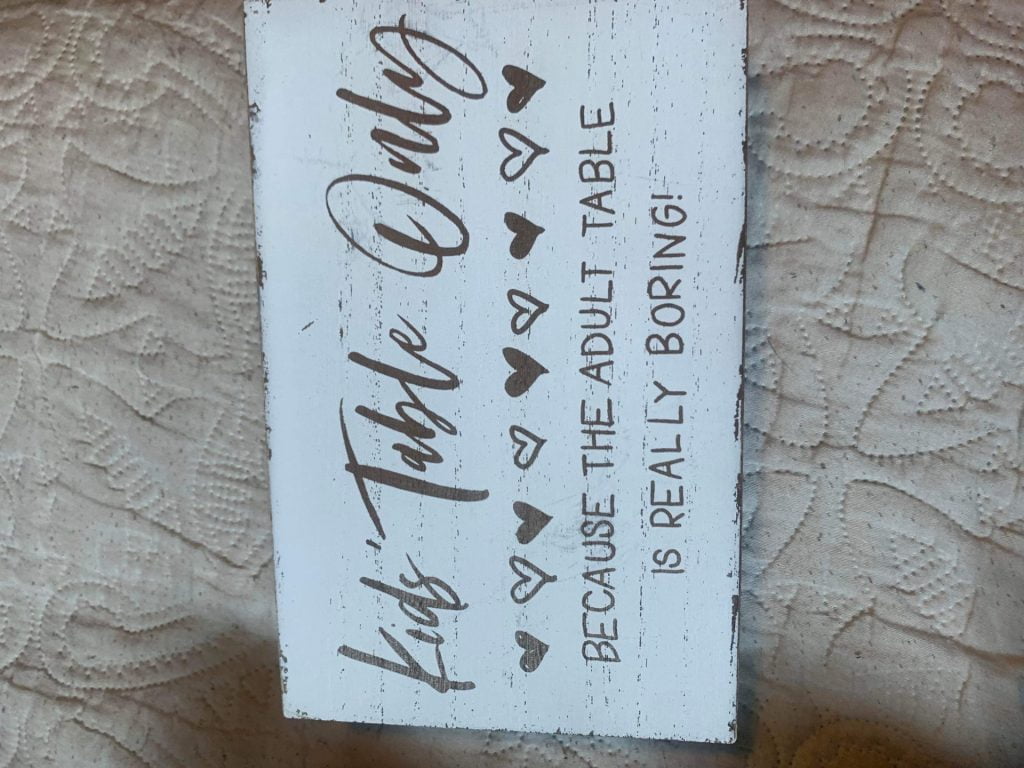 Kids' Table Only
BECAUSE THE ADULT TABLE
IS REALLY BORING!